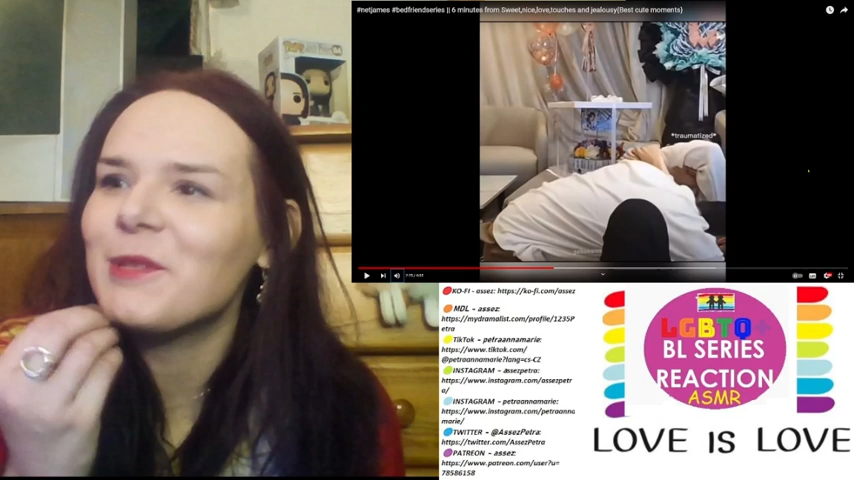 #netjames #bedfriendseries || 6 minutes from Sweet,nice,love,touches and jealousy(Best cute moments)
*traumatized*
KO-FI - assez: https://ko-fi.com/assez
MDL - assez:
https://mydramalist.com/profile/1235P
etra
TikTok - petraannamarie:
https://www.tiktok.com/
@petraannamarie?lang=cs-CZ
INSTAGRAM - assezpetra:
https://www.instagram.com/assezpetr
a/
INSTAGRAM - petraannamarie:
https://www.instagram.com/petraanna
marie/
TWITTER - @AssezPetra:
https://twitter.com/AssezPetra
PATREON - assez:
https://www.patreon.com/user?u=
78586158
LGBTQ+
BL SERIES
REACTION
ASMR
LOVE IS LOVE